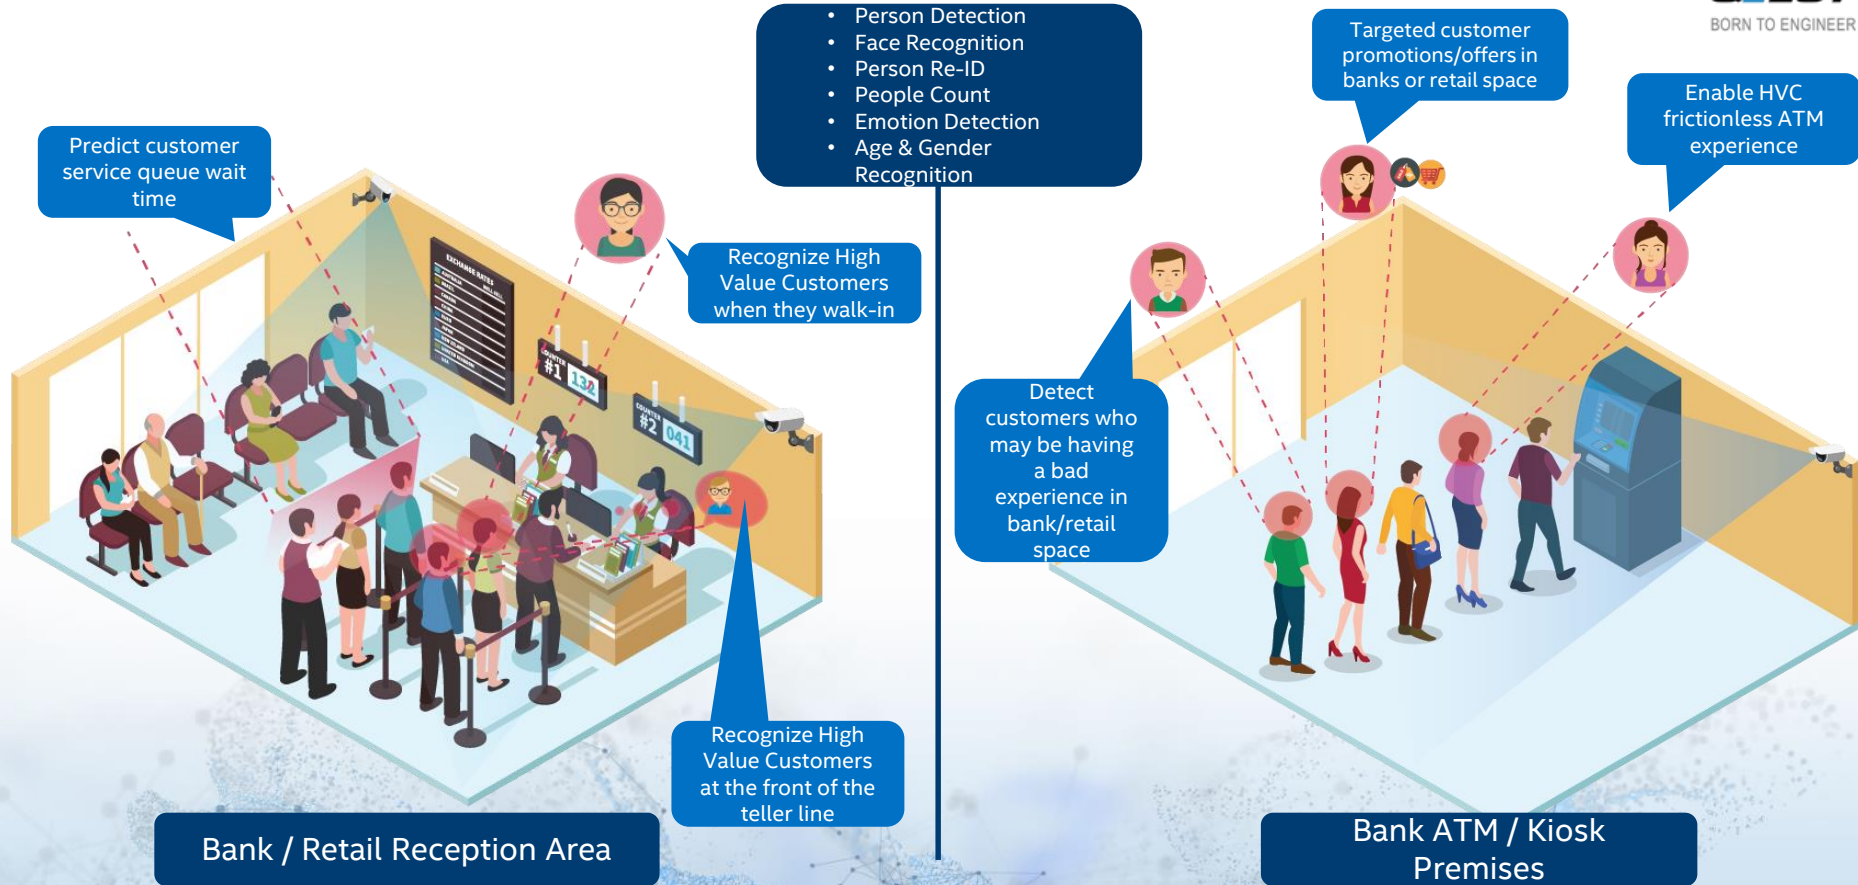 BORN TO ENGINEER
• Person Detection
• Face Recognition
• Person Re-ID
• People Count
• Emotion Detection
• Age & Gender
Recognition
Targeted customer
promotions/offers in
banks or retail space
Enable HVC
frictionless ATM
experience
Predict customer
service queue wait
time
Recognize High
Value Customers
when they walk-in
EXCHANGE RATES
COUNTER
#1
132
COUNTER
#2
041
Detect
customers who
may be having
a bad
experience in
bank/retail
space
Recognize High
Value Customers
at the front of the
teller line
Bank / Retail Reception Area
Bank ATM / Kiosk
Premises